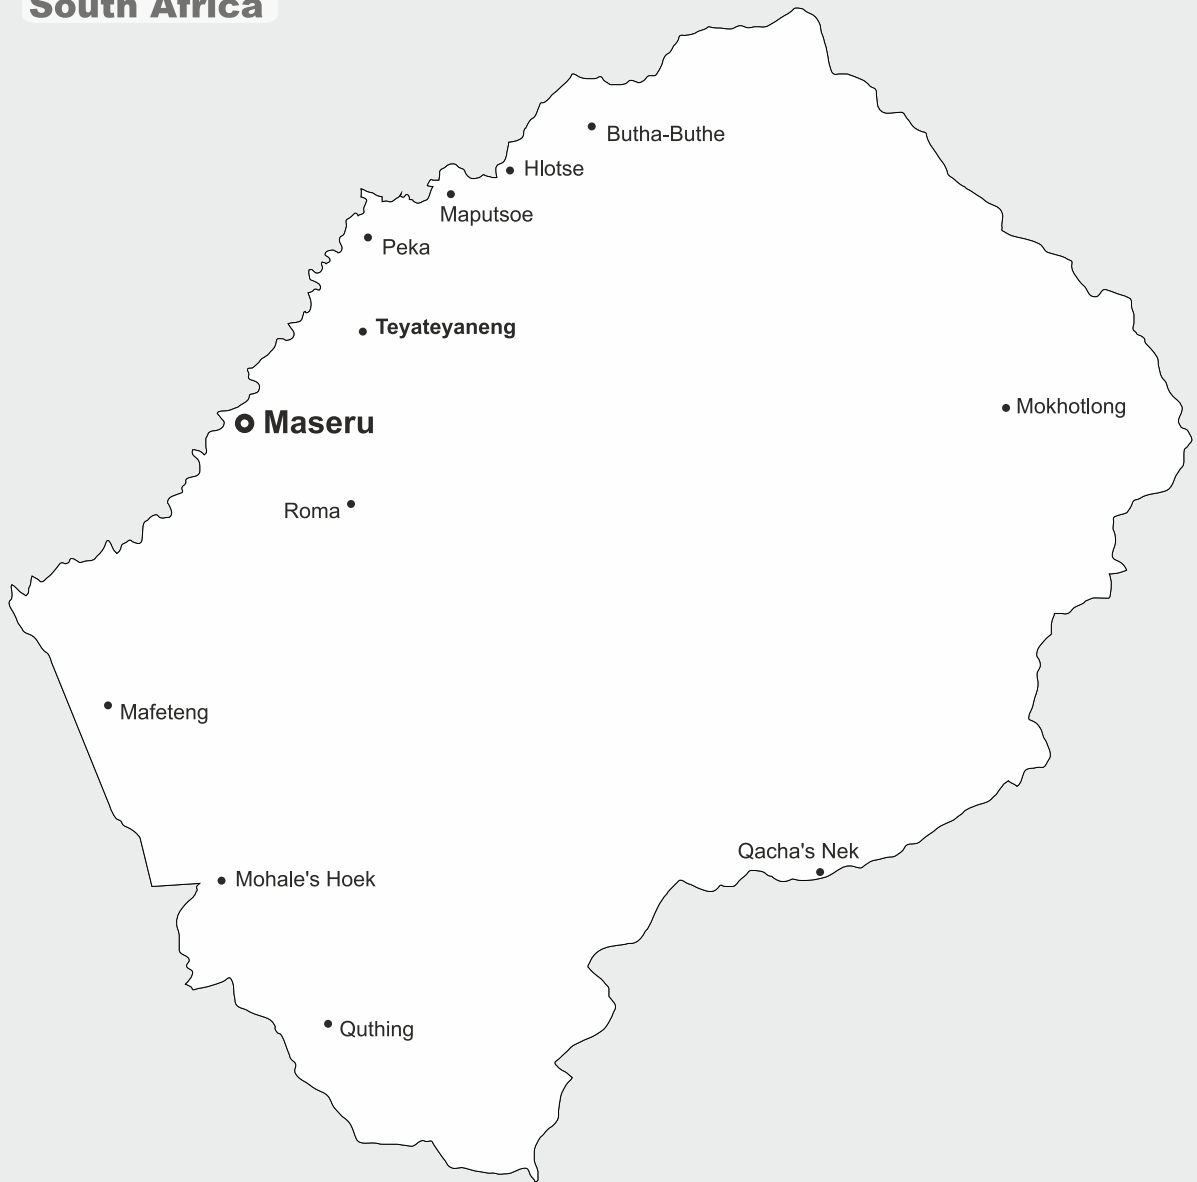 South Africa
Butha-Buthe
Hlotse
Maputsoe
Peka
Teyateyaneng
Mokhotlong
Maseru
Roma
Mafeteng
Qacha's Nek
Mohale's Hoek
Quthing